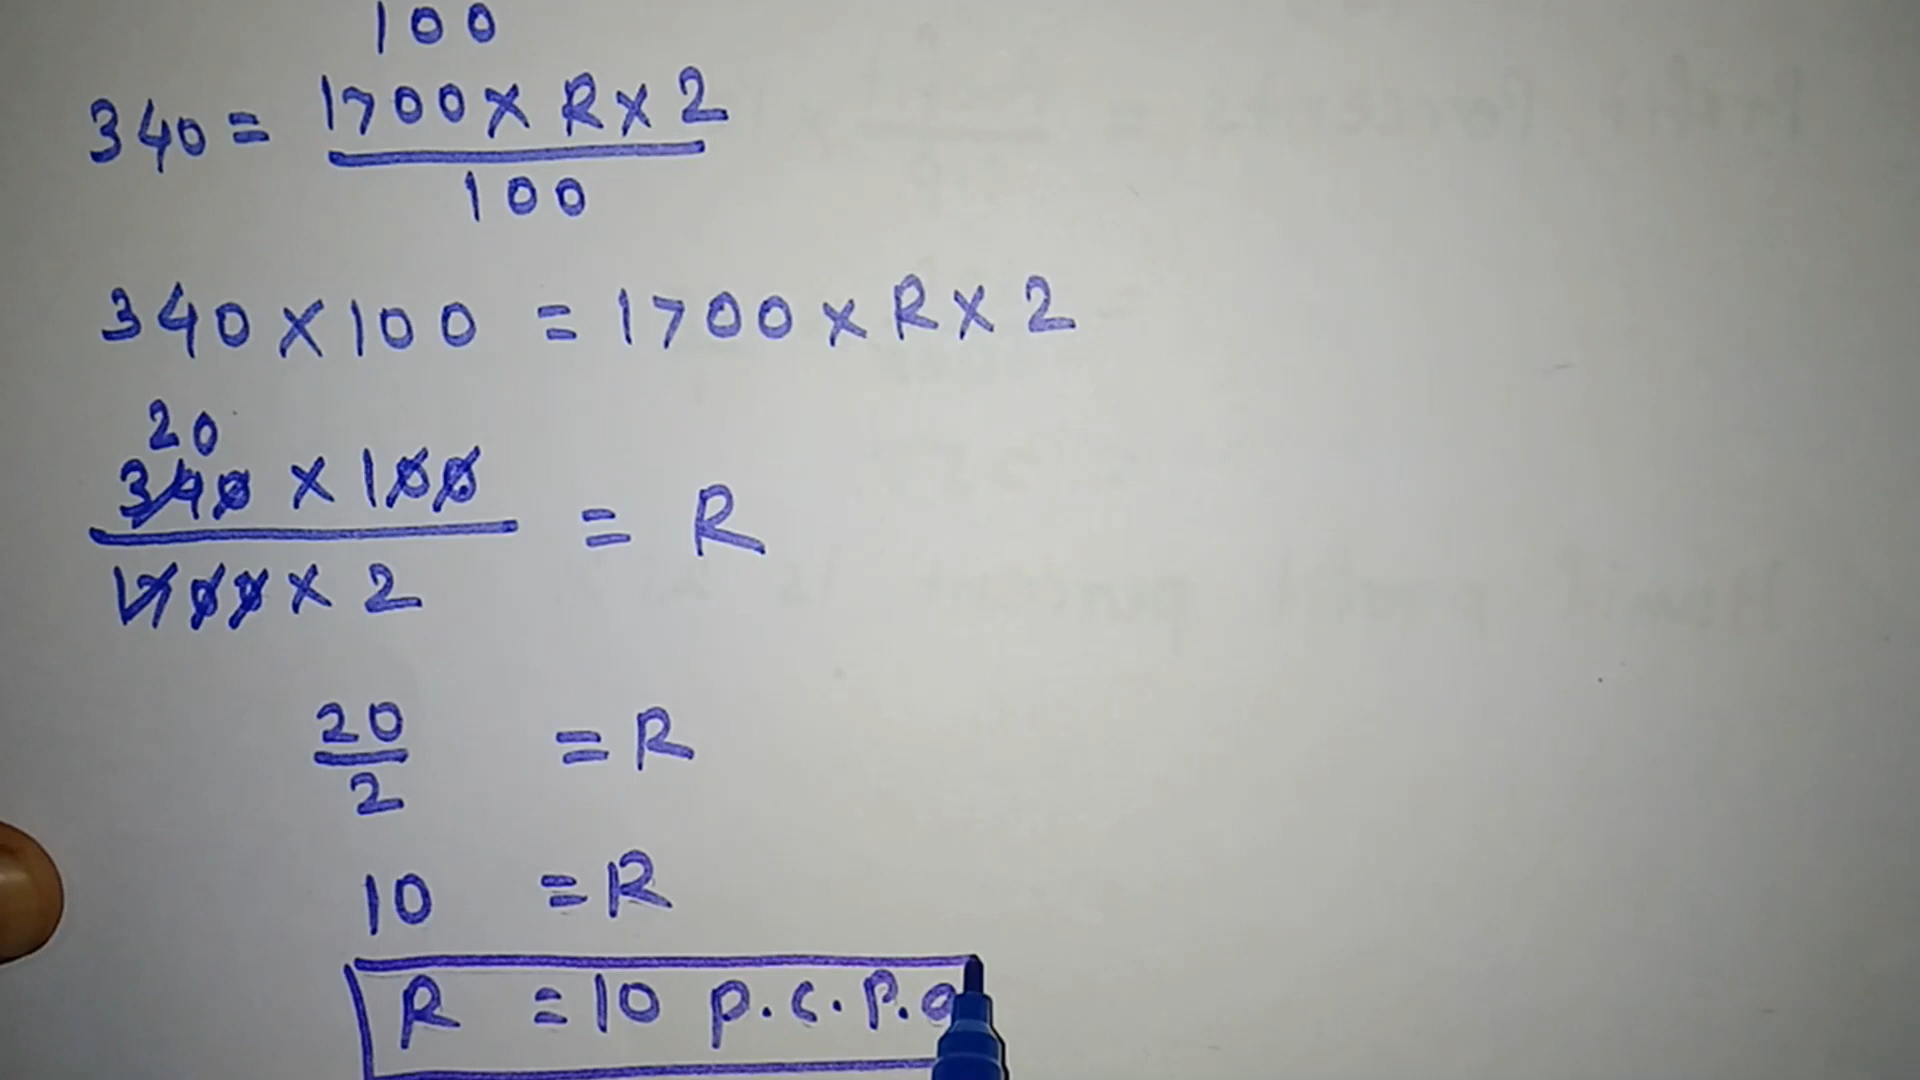 100
340 = 1700 × R × 2
100
340 × 100 = 1700 × R × 2
20
340 × 100 = R
1700 × 2
20 = R
2
10 = R
R = 10 p.c.p.a